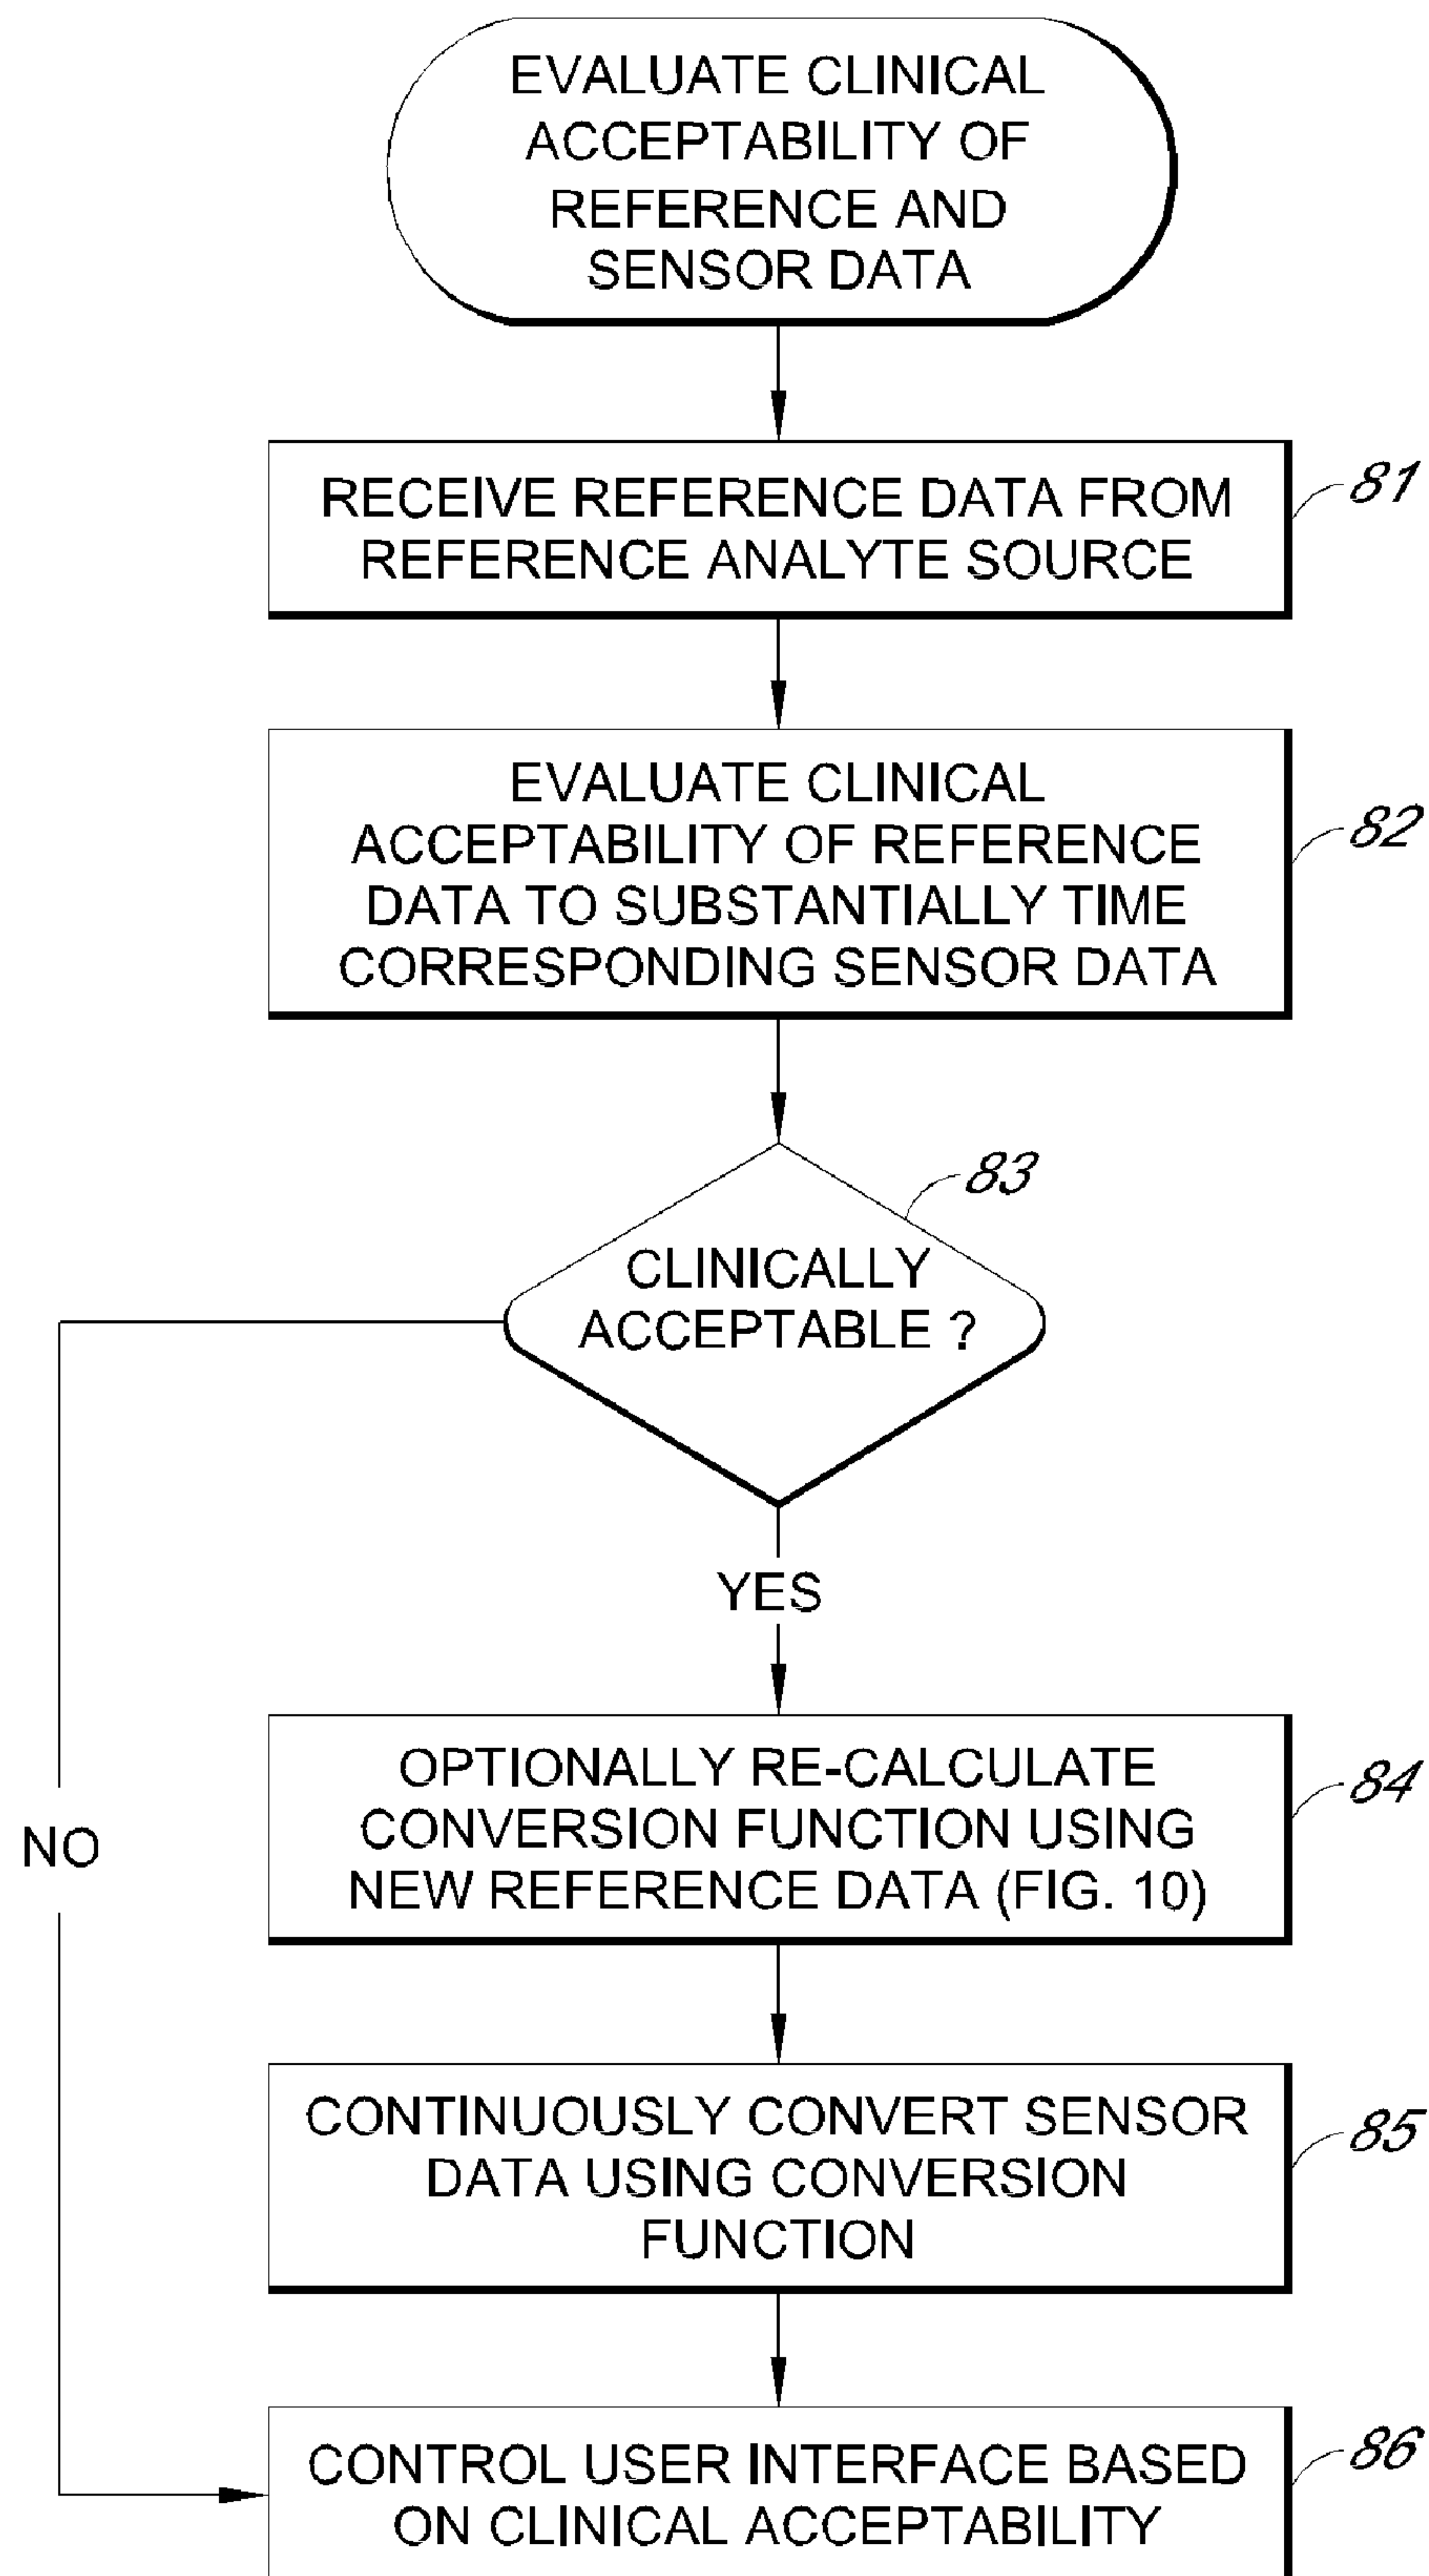 EVALUATE CLINICAL
ACCEPTABILITY OF
REFERENCE AND
SENSOR DATA
RECEIVE REFERENCE DATA FROM
REFERENCE ANALYTE SOURCE
81
EVALUATE CLINICAL
ACCEPTABILITY OF REFERENCE
DATA TO SUBSTANTIALLY TIME
CORRESPONDING SENSOR DATA
82
83
CLINICALLY
ACCEPTABLE ?
YES
NO
OPTIONALLY RE-CALCULATE
CONVERSION FUNCTION USING
NEW REFERENCE DATA (FIG. 10)
84
CONTINUOUSLY CONVERT SENSOR
DATA USING CONVERSION
FUNCTION
85
CONTROL USER INTERFACE BASED
ON CLINICAL ACCEPTABILITY
86